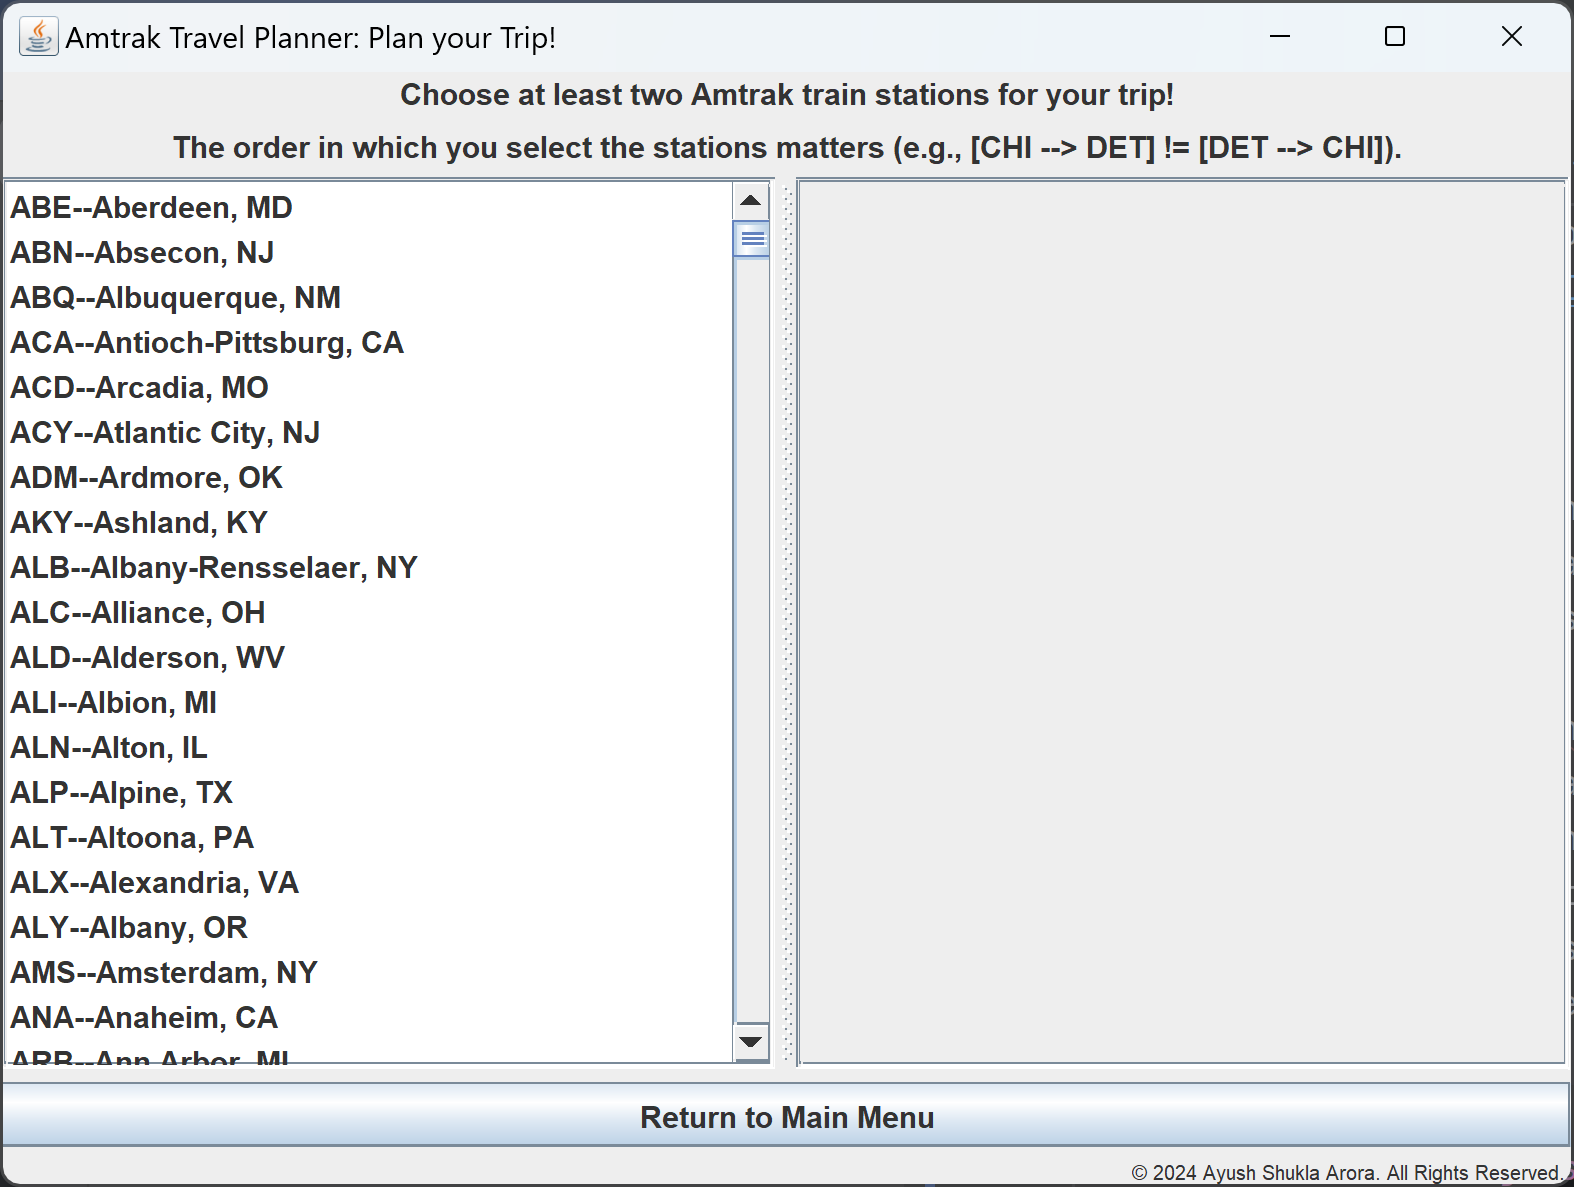 Amtrak Travel Planner: Plan your Trip!
Choose at least two Amtrak train stations for your trip!
The order in which you select the stations matters (e.g., [CHI --> DET] != [DET --> CHI]).
ABE--Aberdeen, MD
ABN--Absecon, NJ
ABQ--Albuquerque, NM
ACA--Antioch-Pittsburg, CA
ACD--Arcadia, MO
ACY--Atlantic City, NJ
ADM--Ardmore, OK
AKY--Ashland, KY
ALB--Albany-Rensselaer, NY
ALC--Alliance, OH
ALD--Alderson, WV
ALI--Albion, MI
ALN--Alton, IL
ALP--Alpine, TX
ALT--Altoona, PA
ALX--Alexandria, VA
ALY--Albany, OR
AMS--Amsterdam, NY
ANA--Anaheim, CA
ARB--Ann Arbor, MI
Return to Main Menu
© 2024 Ayush Shukla Arora. All Rights Reserved.